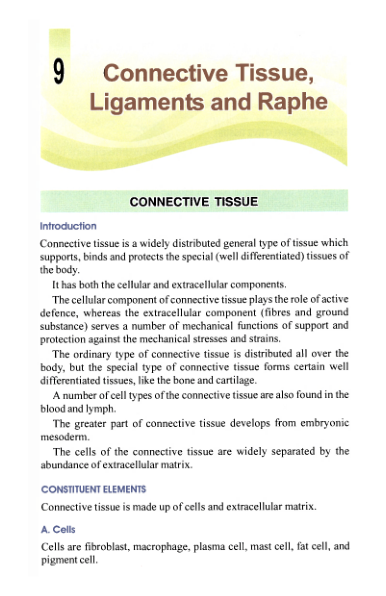 9
Connective Tissue,
Ligaments and Raphe
CONNECTIVE TISSUE
Introduction
Connective tissue is a widely distributed general type of tissue which
supports, binds and protects the special (well differentiated) tissues of
the body.
It has both the cellular and extracellular components.
The cellular component of connective tissue plays the role of active
defence, whereas the extracellular component (fibres and ground
substance) serves a number of mechanical functions of support and
protection against the mechanical stresses and strains.
The ordinary type of connective tissue is distributed all over the
body, but the special type of connective tissue forms certain well
differentiated tissues, like the bone and cartilage.
A number of cell types of the connective tissue are also found in the
blood and lymph.
The greater part of connective tissue develops from embryonic
mesoderm.
The cells of the connective tissue are widely separated by the
abundance of extracellular matrix.
CONSTITUENT ELEMENTS
Connective tissue is made up of cells and extracellular matrix.
A. Cells
Cells are fibroblast, macrophage, plasma cell, mast cell, fat cell, and
pigment cell.